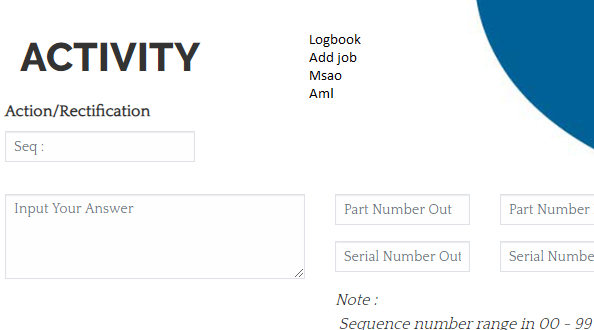 ACTIVITY
Logbook
Add job
Msao
Aml
Action/Rectification
Seq :
Input Your Answer
Part Number Out
Part Number
Serial Number Out
Serial Numbe
Note :
Sequence number range in 00 - 99